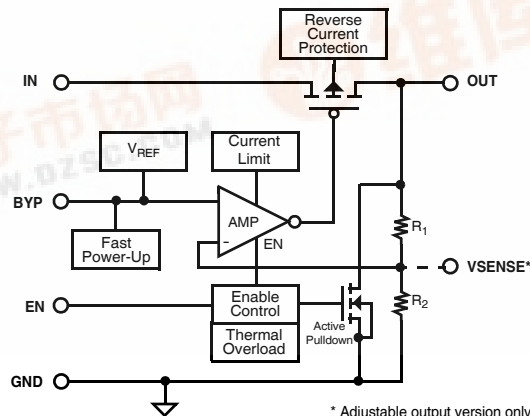 Reverse
Current
Protection
IN
OUT
VREF
Current
Limit
BYP
AMP
R1
Fast
Power-Up
-
EN
VSENSE*
EN
Enable
Control
R2
Thermal
Overload
Active
Pulldown
GND
* Adjustable output version only